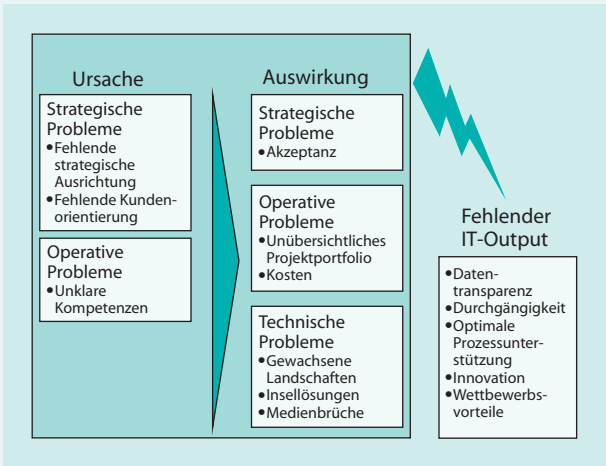 Ursache
Strategische
Probleme
•Fehlende
strategische
Ausrichtung
•Fehlende Kunden-
orientierung
Operative
Probleme
•Unklare
Kompetenzen
Auswirkung
Strategische
Probleme
•Akzeptanz
Operative
Probleme
•Unübersichtliches
Projektportfolio
•Kosten
Technische
Probleme
•Gewachsene
Landschaften
•Insellösungen
•Medienbrüche
Fehlender
IT-Output
•Daten-
transparenz
•Durchgängigkeit
•Optimale
Prozessunter-
stützung
•Innovation
•Wettbewerbs-
vorteile